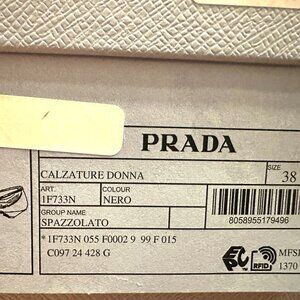 PRADA
CALZATURE DONNA
SIZE 38
ART. COLOUR
1F733N NERO
GROUP NAME
SPAZZOLATO
8058955179496
*1F733N 055 F0002 9 99 F 015
C097 24 428 G
RFID
1370